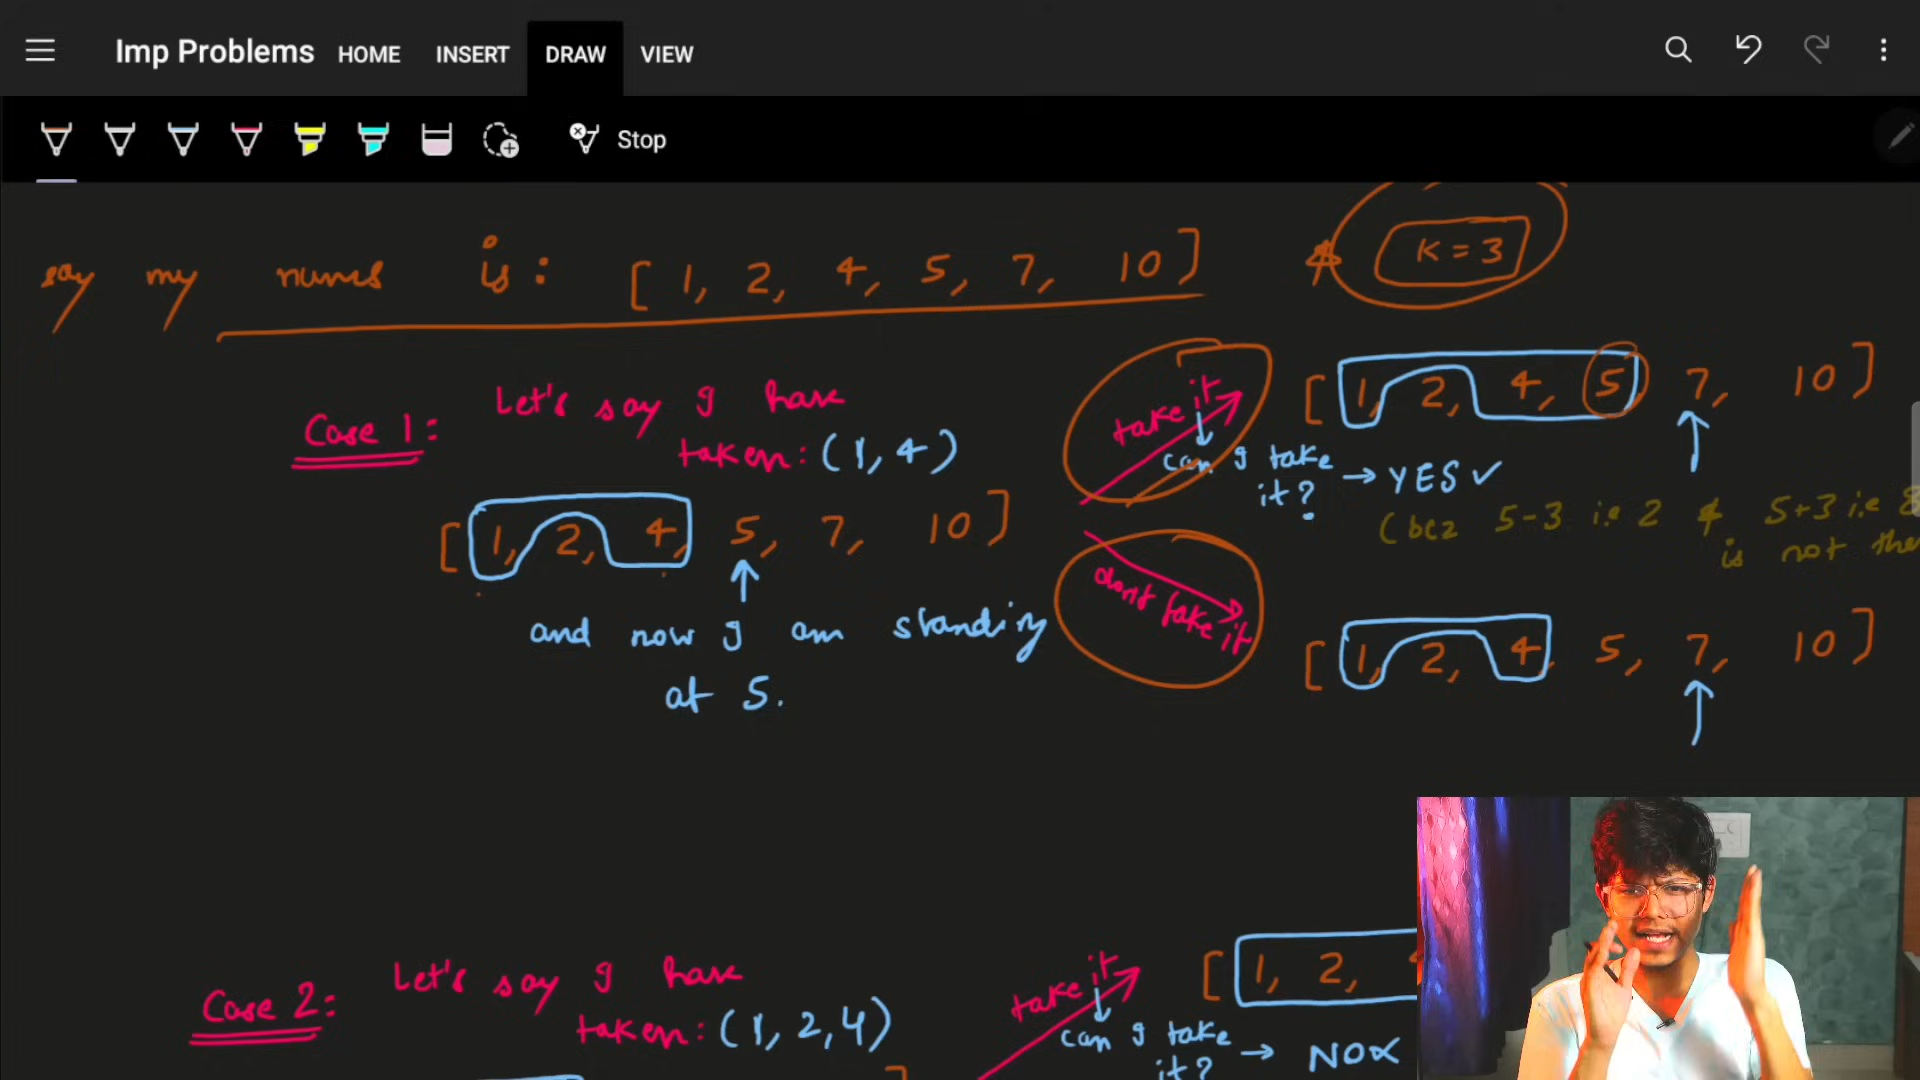 Imp Problems HOME INSERT DRAW VIEW
Stop
say my nums is: [ 1, 2, 4, 5, 7, 10 ] & K = 3
Case 1: Let's say I have
taken: (1, 4)
[ 1, 2, 4, 5, 7, 10 ]
and now I am standing
at 5.
take it
can I take
it? → YES ✓
[ 1, 2, 4, 5, 7, 10 ]
(bcz 5-3 i.e 2 & 5+3 i.e 8
is not the
don't take it
[ 1, 2, 4, 5, 7, 10 ]
Case 2: Let's say I have
taken: (1, 2, 4)
take it
can I take
it? → NO
[ 1, 2,